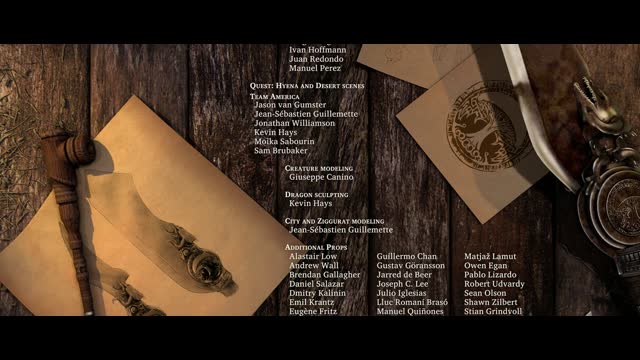 Ivan Hoffmann
Juan Redondo
Manuel Perez
Quest: Hyena and Desert scenes
Team America
Jason van Gumster
Jean-Sébastien Guillemette
Jonathan Williamson
Kevin Hays
Moika Sabourin
Sam Brubaker
Creature modeling
Giuseppe Canino
Dragon sculpting
Kevin Hays
City and Ziggurat modeling
Jean-Sébastien Guillemette
Additional Props
Alastair Low
Andrew Wall
Brendan Gallagher
Daniel Salazar
Dmitry Kalinin
Emil Krantz
Eugène Fritz
Guillermo Chan
Gustav Göransson
Jarred de Beer
Joseph C. Lee
Julio Iglesias
Lluc Romaní Brasó
Manuel Quiñones
Matjaž Lamut
Owen Egan
Pablo Lizardo
Robert Udvardy
Sean Olson
Shawn Zilbert
Stian Grindvoll